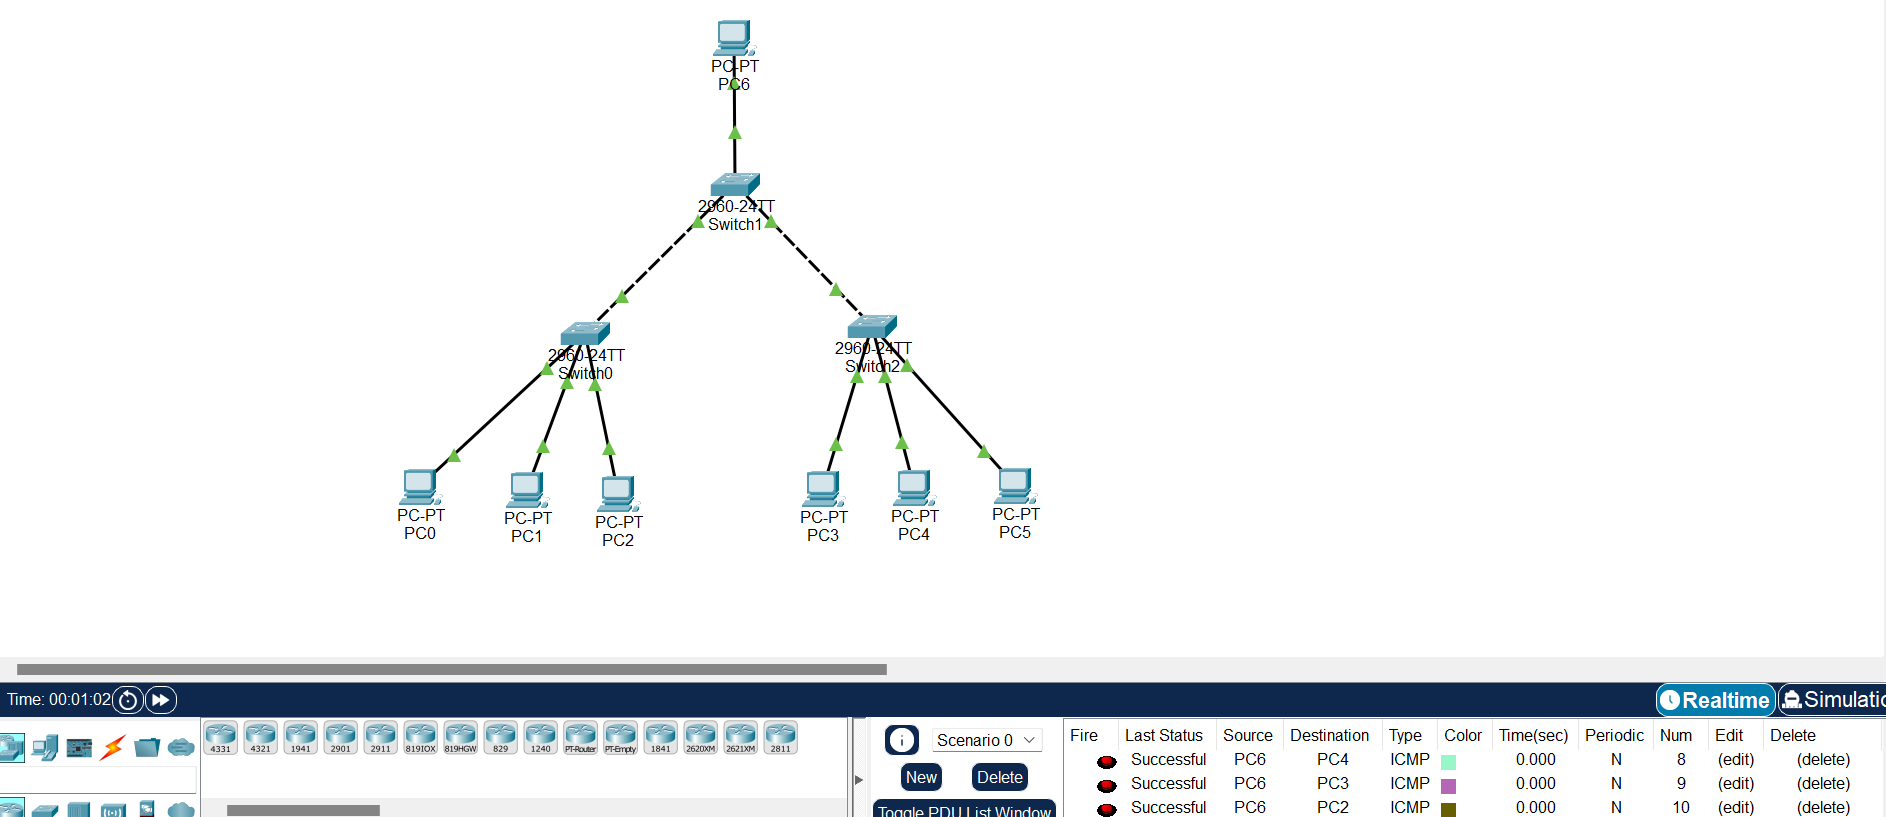 PC-PT
PC6
2960-24TT
Switch1
2960-24TT
Switch0
2960-24TT
Switch2
PC-PT
PC0
PC-PT
PC1
PC-PT
PC2
PC-PT
PC3
PC-PT
PC4
PC-PT
PC5
Time: 00:01:02
Realtime
Simulatio
4331
4321
1941
2901
2911
819IOX
819HGW
829
1240
PT-Router
PT-Empty
1841
2620XM
2621XM
2811
Scenario 0
New
Delete
Toggle PDU List Window
Fire Last Status Source Destination Type Color Time(sec) Periodic Num Edit Delete
Successful PC6 PC4 ICMP 0.000 N 8 (edit) (delete)
Successful PC6 PC3 ICMP 0.000 N 9 (edit) (delete)
Successful PC6 PC2 ICMP 0.000 N 10 (edit) (delete)